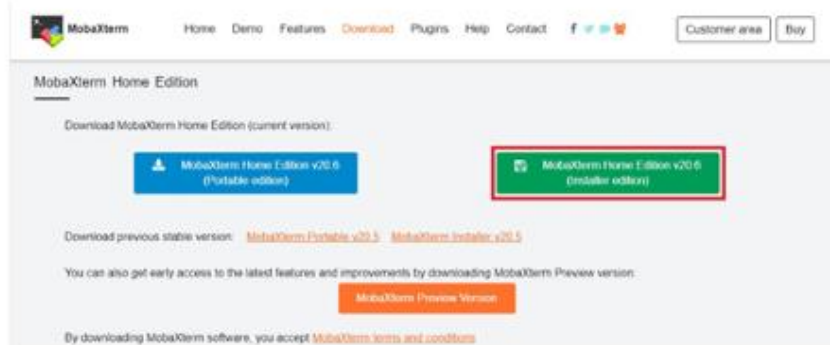 MobaXterm Home Demo Features Download Plugins Help Contact Customer area Buy
MobaXterm Home Edition
Download MobaXterm Home Edition (current version):
MobaXterm Home Edition v20.6
(Portable edition)
MobaXterm Home Edition v20.6
(Installer edition)
Download previous stable version: MobaXterm Portable v20.5 MobaXterm Installer v20.5
You can also get early access to the latest features and improvements by downloading MobaXterm Preview version:
MobaXterm Preview Version
By downloading MobaXterm software, you accept MobaXterm terms and conditions